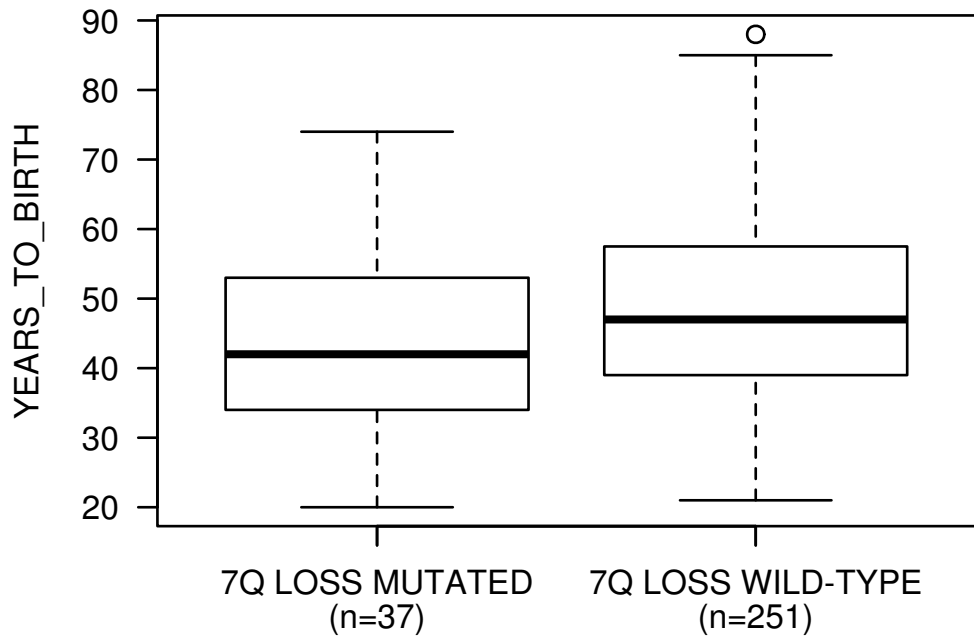 YEARS_TO_BIRTH
90
80
70
60
50
40
30
20
7Q LOSS MUTATED
(n=37)
7Q LOSS WILD-TYPE
(n=251)